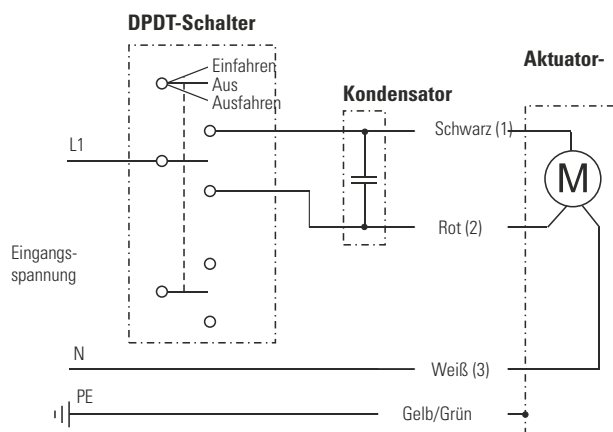 DPDT-Schalter
Einfahren
Aus
Ausfahren
Kondensator
Aktuator-
L1
Schwarz (1)
M
Rot (2)
Eingangs-
spannung
N
Weiß (3)
PE
Gelb/Grün